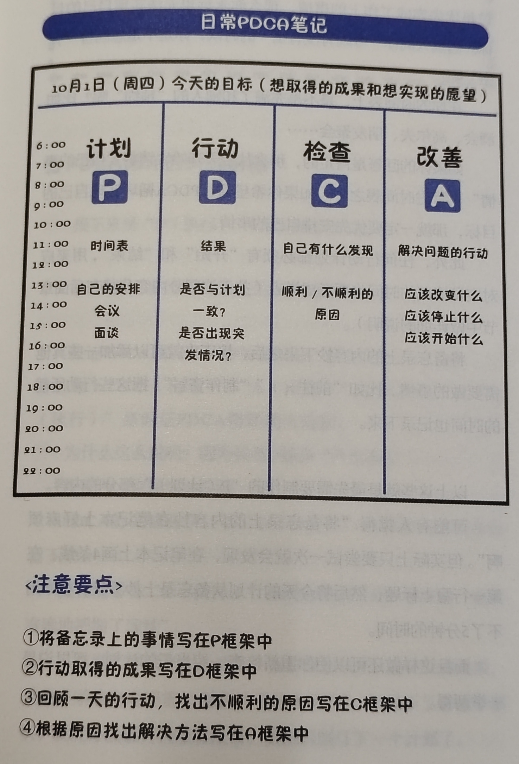 日常PDCA笔记
10月1日（周四）今天的目标（想取得的成果和想实现的愿望）
6：00
7：00
8：00
9：00
10：00
11：00
12：00
13：00
14：00
15：00
16：00
17：00
18：00
19：00
20：00
21：00
22：00
计划
P
时间表
自己的安排
会议
面谈
行动
D
结果
是否与计划
一致？
是否出现突
发情况？
检查
C
自己有什么发现
顺利/不顺利的
原因
改善
A
解决问题的行动
应该改变什么
应该停止什么
应该开始什么
<注意要点>
①将备忘录上的事情写在P框架中
②行动取得的成果写在D框架中
③回顾一天的行动，找出不顺利的原因写在C框架中
④根据原因找出解决方法写在A框架中